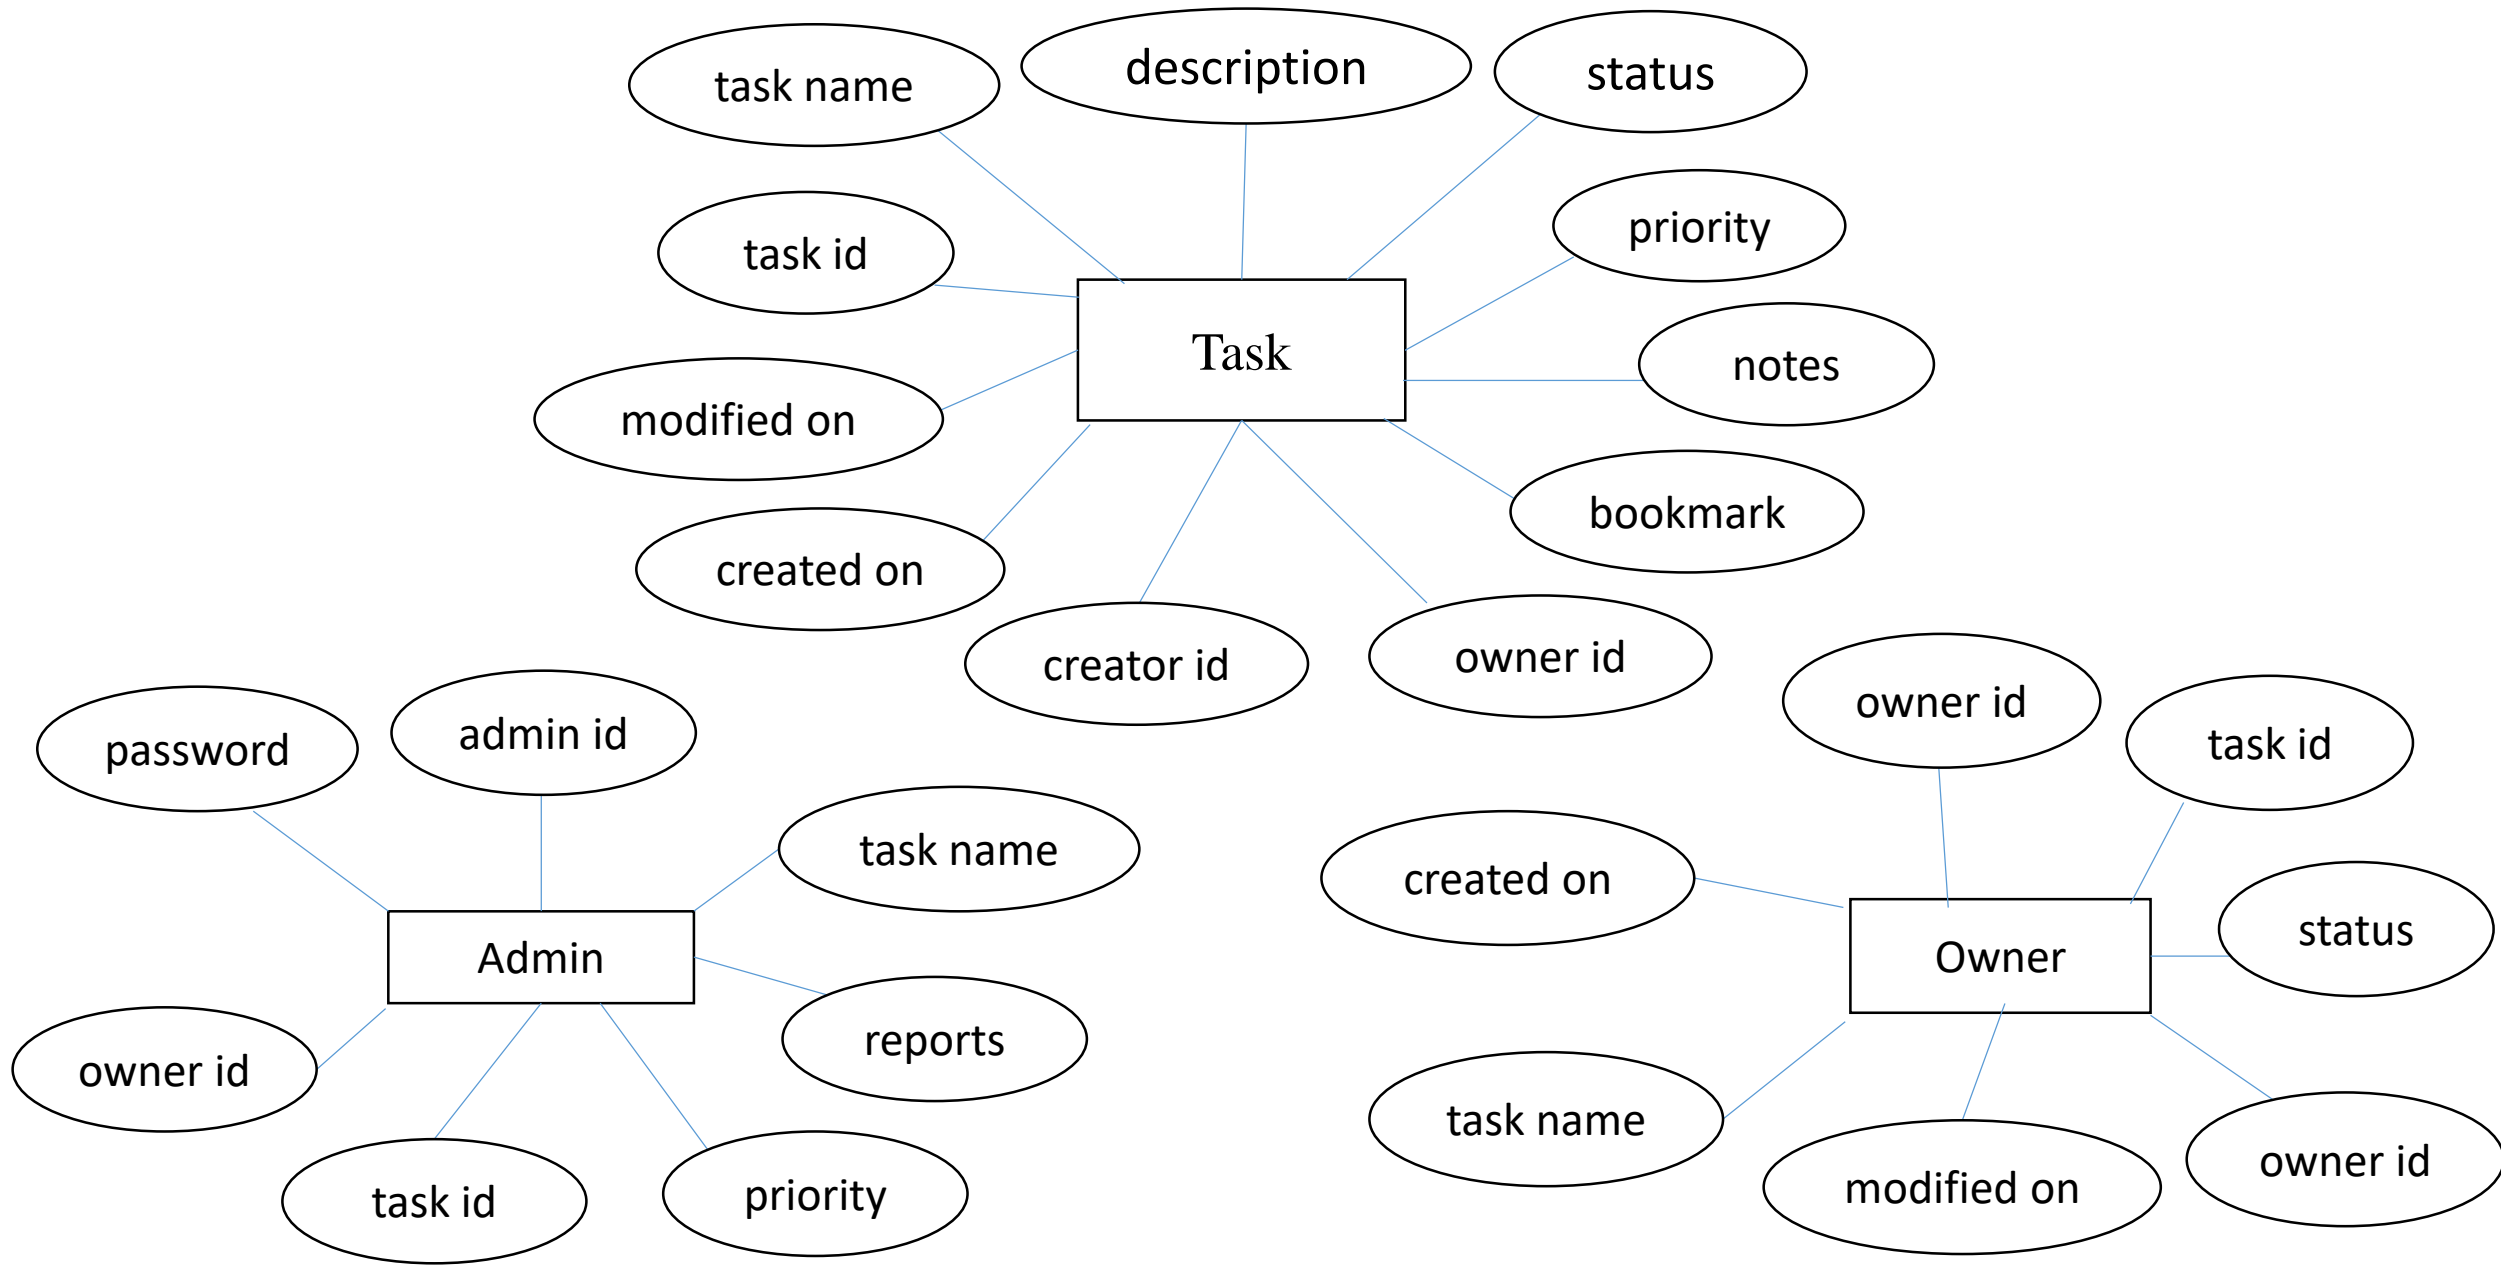 task name
description
status
task id
priority
Task
notes
modified on
bookmark
created on
creator id
owner id
password
admin id
owner id
task id
task name
created on
status
Admin
Owner
reports
owner id
task name
task id
priority
modified on
owner id